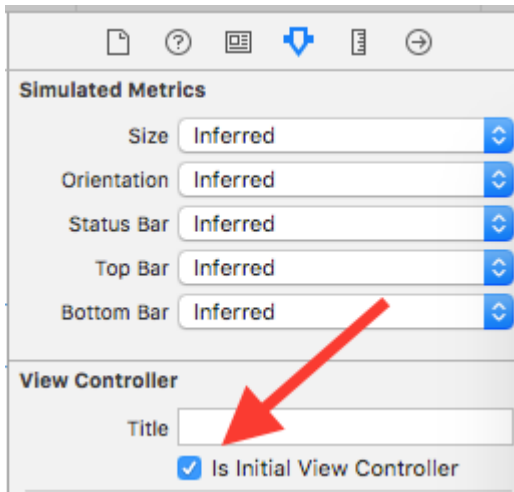 Simulated Metrics
Size Inferred
Orientation Inferred
Status Bar Inferred
Top Bar Inferred
Bottom Bar Inferred
View Controller
Title
Is Initial View Controller